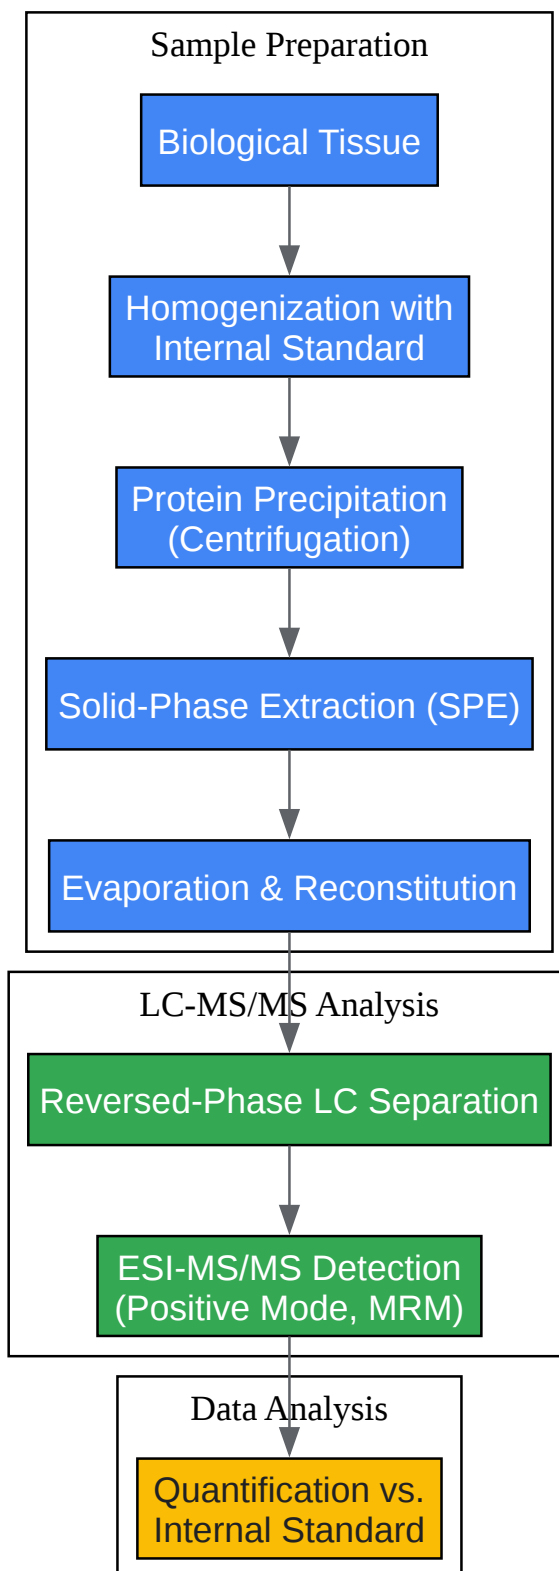 Sample Preparation
Biological Tissue
Homogenization with
Internal Standard
Protein Precipitation
(Centrifugation)
Solid-Phase Extraction (SPE)
Evaporation & Reconstitution
LC-MS/MS Analysis
Reversed-Phase LC Separation
ESI-MS/MS Detection
(Positive Mode, MRM)
Data Analysis
Quantification vs.
Internal Standard